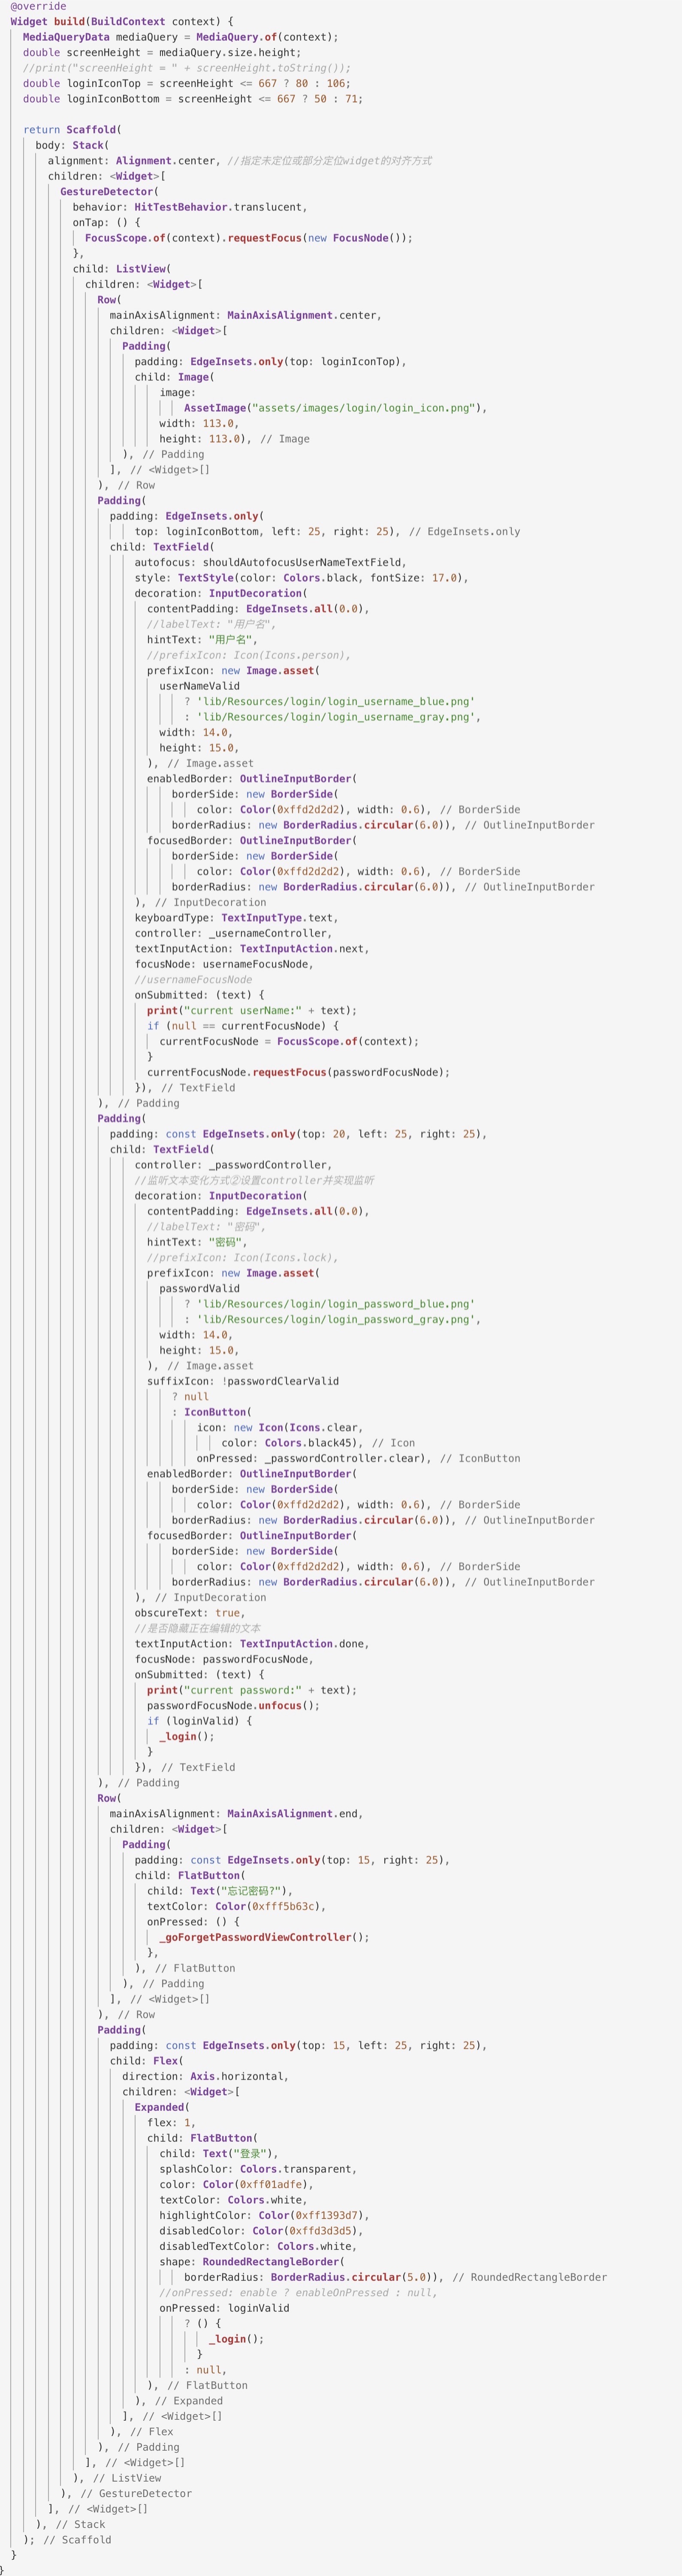 @override
Widget build(BuildContext context) {
MediaQueryData mediaQuery = MediaQuery.of(context);
double screenHeight = mediaQuery.size.height;
//print("screenHeight = " + screenHeight.toString());
double loginIconTop = screenHeight <= 667 ? 80 : 106;
double loginIconBottom = screenHeight <= 667 ? 50 : 71;
return Scaffold(
body: Stack(
alignment: Alignment.center, //指定未定位或部分定位widget的对齐方式
children: <Widget>[
GestureDetector(
behavior: HitTestBehavior.translucent,
onTap: () {
FocusScope.of(context).requestFocus(new FocusNode());
},
child: ListView(
children: <Widget>[
Row(
mainAxisAlignment: MainAxisAlignment.center,
children: <Widget>[
Padding(
padding: EdgeInsets.only(top: loginIconTop),
child: Image(
image:
AssetImage("assets/images/login/login_icon.png"),
width: 113.0,
height: 113.0), // Image
), // Padding
], // <Widget>[]
), // Row
Padding(
padding: EdgeInsets.only(
top: loginIconBottom, left: 25, right: 25), // EdgeInsets.only
child: TextField(
autofocus: shouldAutofocusUserNameTextField,
style: TextStyle(color: Colors.black, fontSize: 17.0),
decoration: InputDecoration(
contentPadding: EdgeInsets.all(0.0),
//labelText: "用户名",
hintText: "用户名",
//prefixIcon: Icon(Icons.person),
prefixIcon: new Image.asset(
userNameValid
? 'lib/Resources/login/login_username_blue.png'
: 'lib/Resources/login/login_username_gray.png',
width: 14.0,
height: 15.0,
), // Image.asset
enabledBorder: OutlineInputBorder(
borderSide: new BorderSide(
color: Color(0xffd2d2d2), width: 0.6), // BorderSide
borderRadius: new BorderRadius.circular(6.0)), // OutlineInputBorder
focusedBorder: OutlineInputBorder(
borderSide: new BorderSide(
color: Color(0xffd2d2d2), width: 0.6), // BorderSide
borderRadius: new BorderRadius.circular(6.0)), // OutlineInputBorder
), // InputDecoration
keyboardType: TextInputType.text,
controller: _usernameController,
textInputAction: TextInputAction.next,
focusNode: usernameFocusNode,
//usernameFocusNode
onSubmitted: (text) {
print("current userName:" + text);
if (null == currentFocusNode) {
currentFocusNode = FocusScope.of(context);
}
currentFocusNode.requestFocus(passwordFocusNode);
}), // TextField
), // Padding
Padding(
padding: const EdgeInsets.only(top: 20, left: 25, right: 25),
child: TextField(
controller: _passwordController,
//监听文本变化方式②设置controller并实现监听
decoration: InputDecoration(
contentPadding: EdgeInsets.all(0.0),
//labelText: "密码",
hintText: "密码",
//prefixIcon: Icon(Icons.lock),
prefixIcon: new Image.asset(
passwordValid
? 'lib/Resources/login/login_password_blue.png'
: 'lib/Resources/login/login_password_gray.png',
width: 14.0,
height: 15.0,
), // Image.asset
suffixIcon: !passwordClearValid
? null
: IconButton(
icon: new Icon(Icons.clear,
color: Colors.black45), // Icon
onPressed: _passwordController.clear), // IconButton
enabledBorder: OutlineInputBorder(
borderSide: new BorderSide(
color: Color(0xffd2d2d2), width: 0.6), // BorderSide
borderRadius: new BorderRadius.circular(6.0)), // OutlineInputBorder
focusedBorder: OutlineInputBorder(
borderSide: new BorderSide(
color: Color(0xffd2d2d2), width: 0.6), // BorderSide
borderRadius: new BorderRadius.circular(6.0)), // OutlineInputBorder
), // InputDecoration
obscureText: true,
//是否隐藏正在编辑的文本
textInputAction: TextInputAction.done,
focusNode: passwordFocusNode,
onSubmitted: (text) {
print("current password:" + text);
passwordFocusNode.unfocus();
if (loginValid) {
_login();
}
}), // TextField
), // Padding
Row(
mainAxisAlignment: MainAxisAlignment.end,
children: <Widget>[
Padding(
padding: const EdgeInsets.only(top: 15, right: 25),
child: FlatButton(
child: Text("忘记密码?"),
textColor: Color(0xfff5b63c),
onPressed: () {
_goForgetPasswordViewController();
},
), // FlatButton
), // Padding
], // <Widget>[]
), // Row
Padding(
padding: const EdgeInsets.only(top: 15, left: 25, right: 25),
child: Flex(
direction: Axis.horizontal,
children: <Widget>[
Expanded(
flex: 1,
child: FlatButton(
child: Text("登录"),
splashColor: Colors.transparent,
color: Color(0xff01adfe),
textColor: Colors.white,
highlightColor: Color(0xff1393d7),
disabledColor: Color(0xffd3d3d5),
disabledTextColor: Colors.white,
shape: RoundedRectangleBorder(
borderRadius: BorderRadius.circular(5.0)), // RoundedRectangleBorder
//onPressed: enable ? enableOnPressed : null,
onPressed: loginValid
? () {
_login();
}
: null,
), // FlatButton
), // Expanded
], // <Widget>[]
), // Flex
), // Padding
], // <Widget>[]
), // ListView
), // GestureDetector
], // <Widget>[]
), // Stack
); // Scaffold
}
}